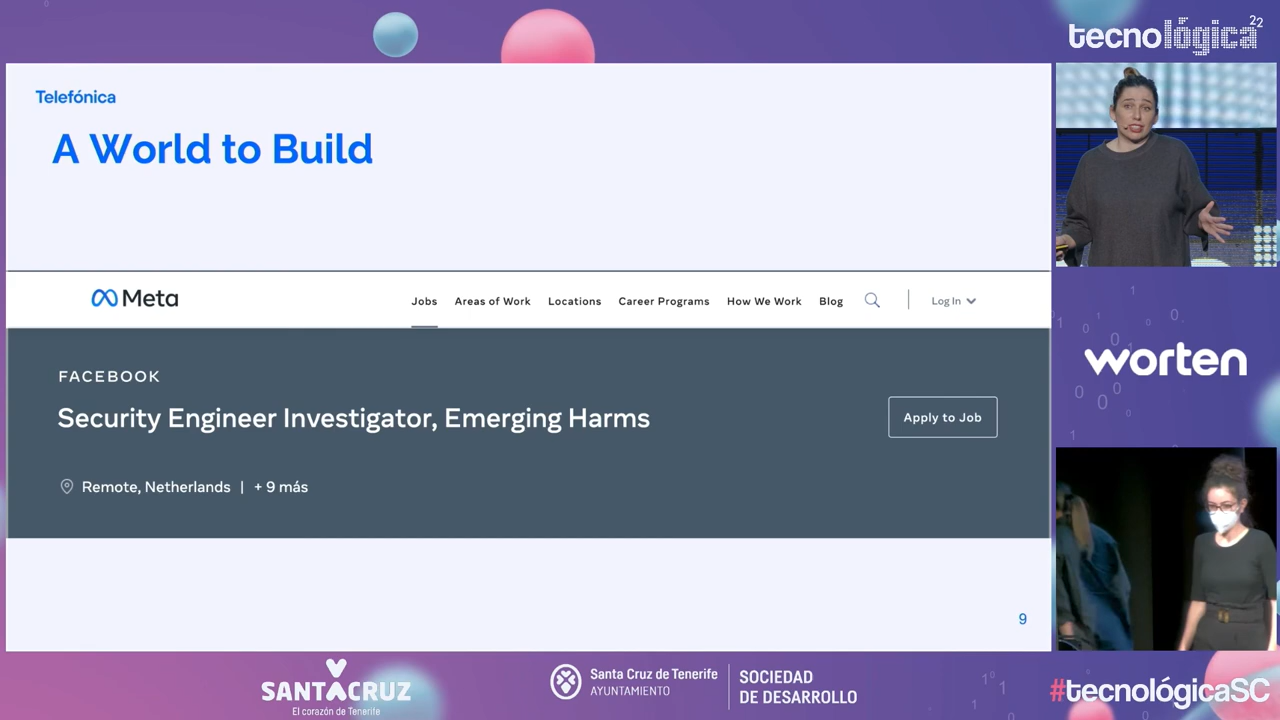 tecnológica22
Telefónica
A World to Build
Meta
Jobs Areas of Work Locations Career Programs How We Work Blog Log In
FACEBOOK
Security Engineer Investigator, Emerging Harms
Apply to Job
Remote, Netherlands | + 9 más
9
worten
SANTACRUZ
El corazón de Tenerife
Santa Cruz de Tenerife
AYUNTAMIENTO
SOCIEDAD
DE DESARROLLO
#tecnológicaSC